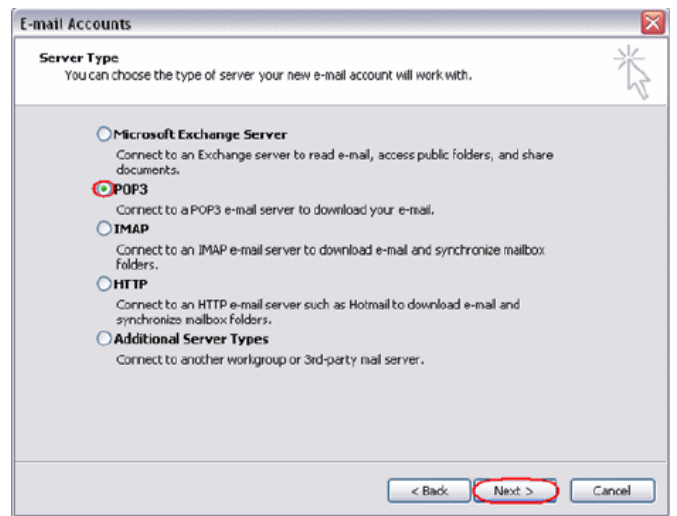 E-mail Accounts
Server Type
You can choose the type of server your new e-mail account will work with.
Microsoft Exchange Server
Connect to an Exchange server to read e-mail, access public folders, and share
documents.
POP3
Connect to a POP3 e-mail server to download your e-mail.
IMAP
Connect to an IMAP e-mail server to download e-mail and synchronize mailbox
folders.
HTTP
Connect to an HTTP e-mail server such as Hotmail to download e-mail and
synchronize mailbox folders.
Additional Server Types
Connect to another workgroup or 3rd-party mail server.
< Back Next > Cancel